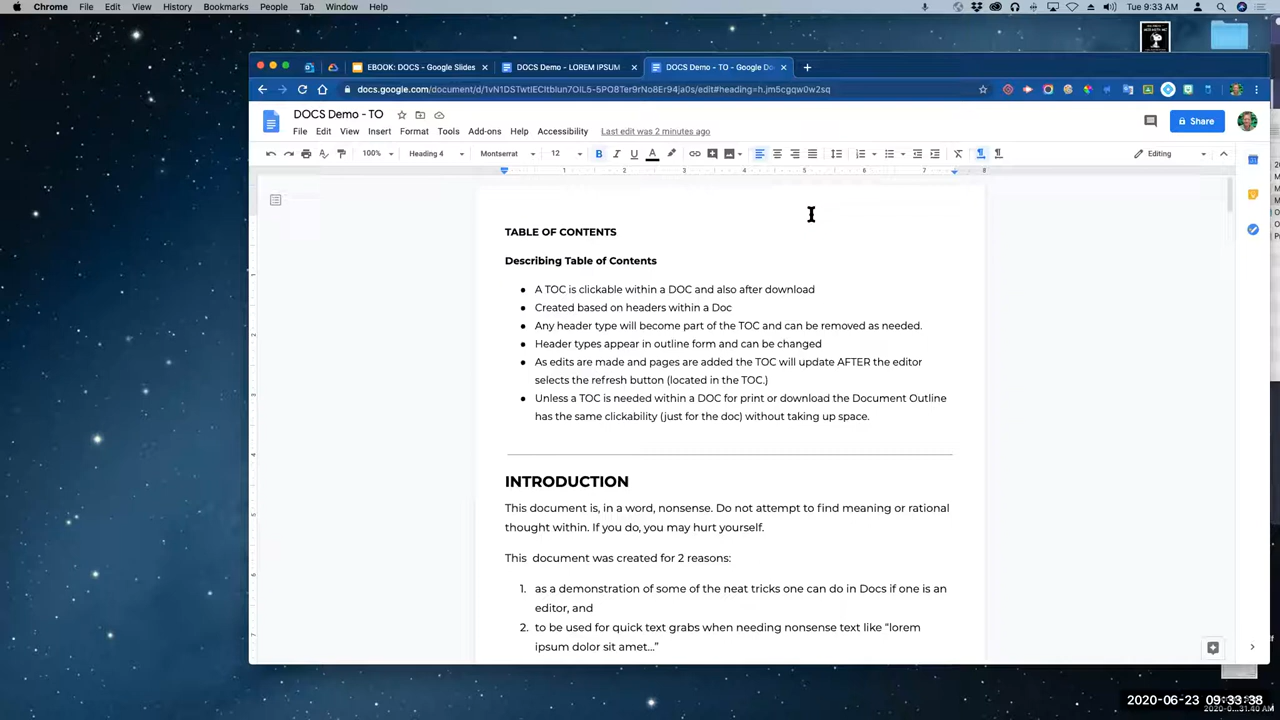 Chrome File Edit View History Bookmarks People Tab Window Help Tue 9:33 AM
EBOOK: DOCS - Google Slides DOCS Demo - LOREM IPSUM DOCS Demo - TO - Google Do
docs.google.com/document/d/1vN1DSTwtIECItbIun7OlL5-5PO8Ter9rNo8Er94ja0s/edit#heading=h.jm5cgqw0w2sq
DOCS Demo - TO
File Edit View Insert Format Tools Add-ons Help Accessibility Last edit was 2 minutes ago
Share
100% Heading 4 Montserrat 12 B I U A Editing
1 2 3 4 5 6 7 8
TABLE OF CONTENTS
Describing Table of Contents
● A TOC is clickable within a DOC and also after download
● Created based on headers within a Doc
● Any header type will become part of the TOC and can be removed as needed.
● Header types appear in outline form and can be changed
● As edits are made and pages are added the TOC will update AFTER the editor
selects the refresh button (located in the TOC.)
● Unless a TOC is needed within a DOC for print or download the Document Outline
has the same clickability (just for the doc) without taking up space.
INTRODUCTION
This document is, in a word, nonsense. Do not attempt to find meaning or rational
thought within. If you do, you may hurt yourself.
This document was created for 2 reasons:
1. as a demonstration of some of the neat tricks one can do in Docs if one is an
editor, and
2. to be used for quick text grabs when needing nonsense text like “lorem
ipsum dolor sit amet...”
2020-06-23 09:33:38